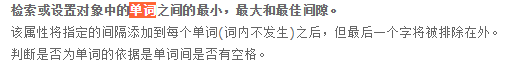 检索或设置对象中的单词之间的最小，最大和最佳间隙。
该属性将指定的间隔添加到每个单词(词内不发生)之后，但最后一个字将被排除在外。
判断是否为单词的依据是单词间是否有空格。